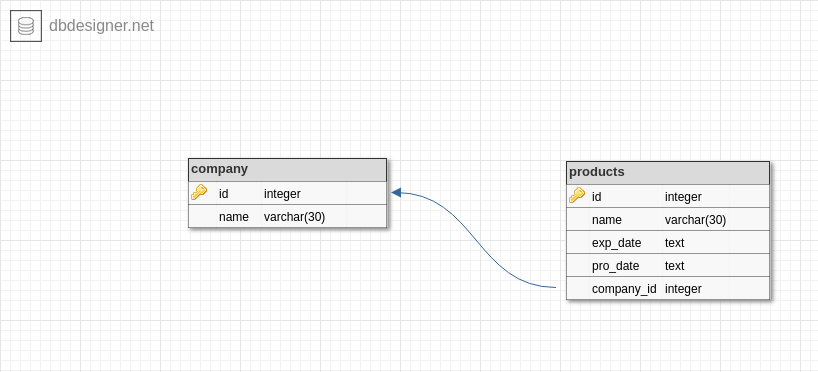 dbdesigner.net
company
id integer
name varchar(30)
products
id integer
name varchar(30)
exp_date text
pro_date text
company_id integer